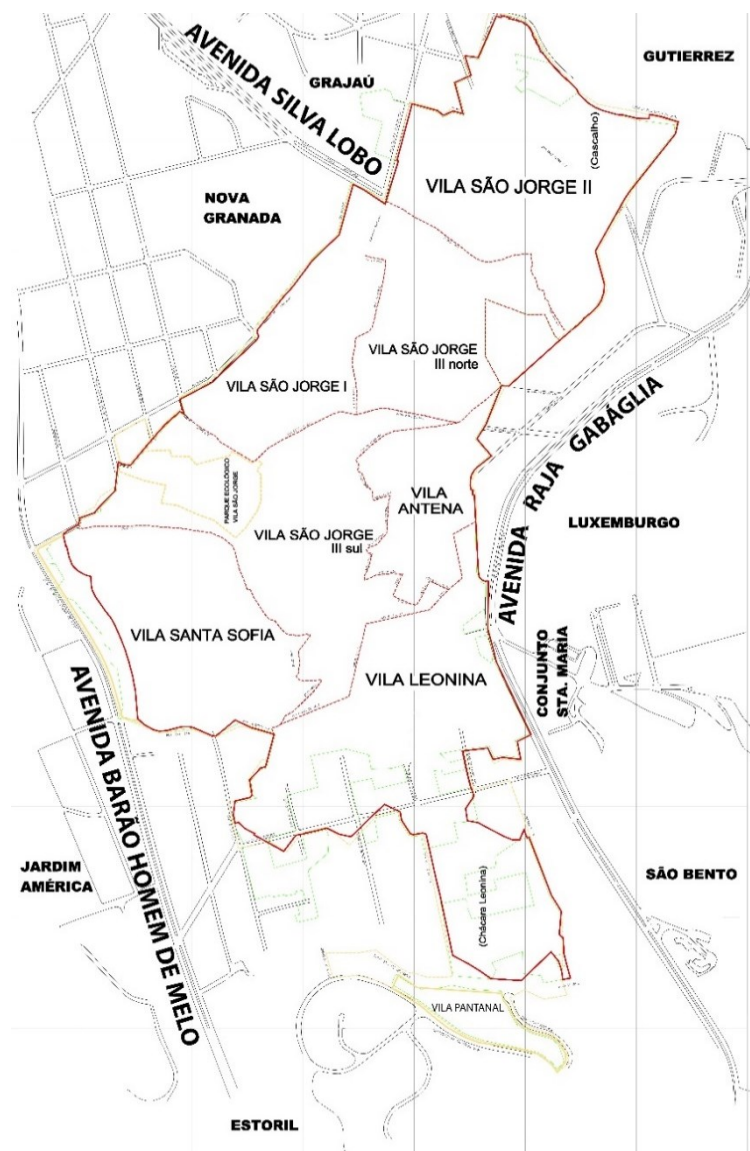 AVENIDA SILVA LOBO
GRAJAÚ
GUTIERREZ
(Cascalho)
VILA SÃO JORGE II
NOVA
GRANADA
VILA SÃO JORGE
III norte
VILA SÃO JORGE I
AVENIDA RAJA GABÁGLIA
PARQUE ECOLÓGICO
VILA SÃO JORGE
VILA
ANTENA
VILA SÃO JORGE
III sul
LUXEMBURGO
VILA SANTA SOFIA
VILA LEONINA
CONJUNTO
STA. MARIA
AVENIDA BARÃO HOMEM DE MELO
JARDIM
AMÉRICA
SÃO BENTO
(Chácara Leonina)
VILA PANTANAL
ESTORIL